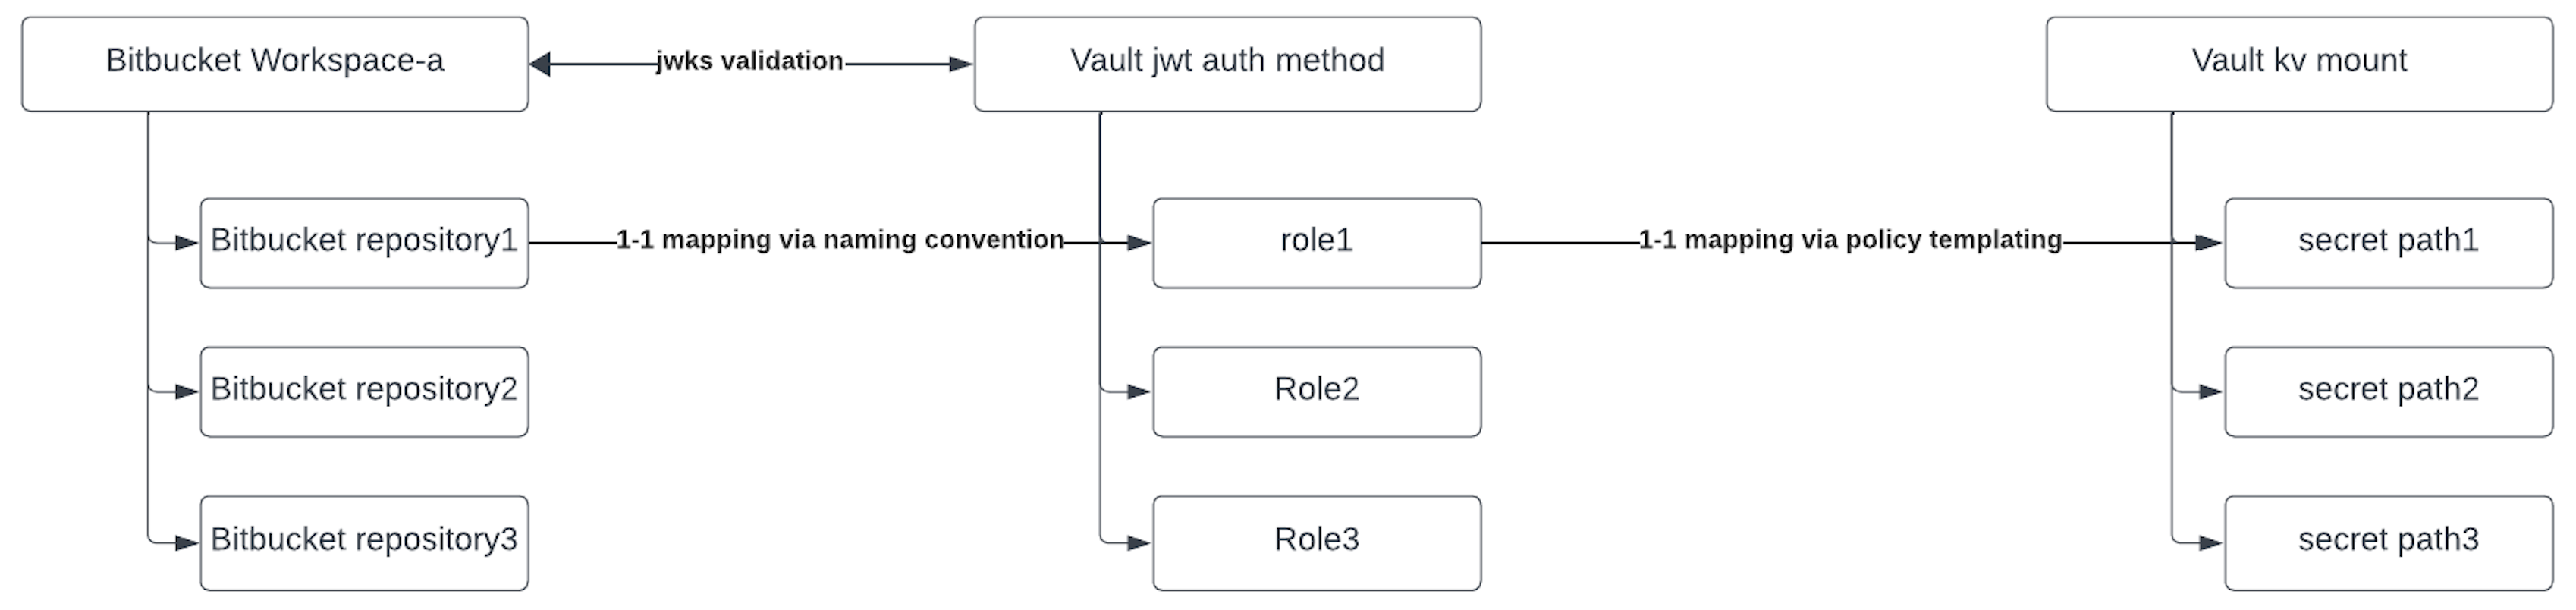 Bitbucket Workspace-a
jwks validation
Vault jwt auth method
Vault kv mount
Bitbucket repository1
1-1 mapping via naming convention
role1
1-1 mapping via policy templating
secret path1
Bitbucket repository2
Role2
secret path2
Bitbucket repository3
Role3
secret path3